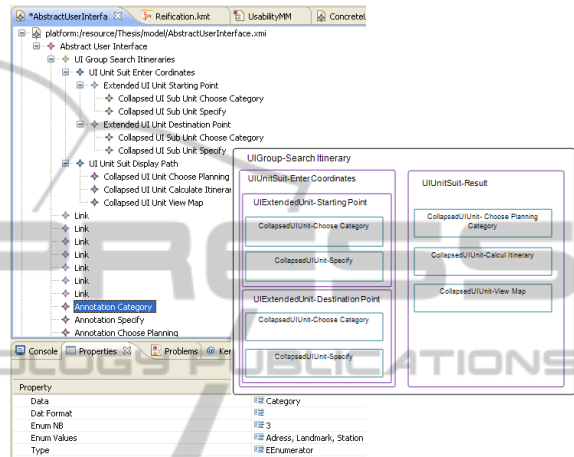 *AbstractUserInterfa
Reification.kmt
UsabilityMM
platform:/resource/Thesis/model/AbstractUserInterface.xmi
Abstract User Interface
UI Group Search Itineraries
UI Unit Suit Enter Cordinates
Extended UI Unit Starting Point
Collapsed UI Sub Unit Choose Category
Collapsed UI Sub Unit Specify
Extended UI Unit Destination Point
Collapsed UI Sub Unit Choose Category
Collapsed UI Sub Unit Specify
UI Unit Suit Display Path
Collapsed UI Unit Choose Planning
Collapsed UI Unit Calculate Itinerar
Collapsed UI Unit View Map
Link
Link
Link
Link
Link
Link
Link
Annotation Category
Annotation Specify
Annotation Choose Planning
UIGroup-Search Itinerary
UIUnitSuit-Enter Coordinates
UIExtendedUnit-Starting Point
CollapsedUIUnit-Choose Category
CollapsedUIUnit-Specify
UIExtendedUnit-Destination Point
CollapsedUIUnit-Choose Category
CollapsedUIUnit-Specify
UIUnitSuit-Result
CollapsedUIUnit- Choose Planning
Category
CollapsedUIUnit-Calcul Itinerary
CollapsedUIUnit-View Map
Console
Properties
Problems
Ker
Property
Data
Category
Dat Format
Enum NB
3
Enum Values
Adress, Landmark, Station
Type
EEnumerator